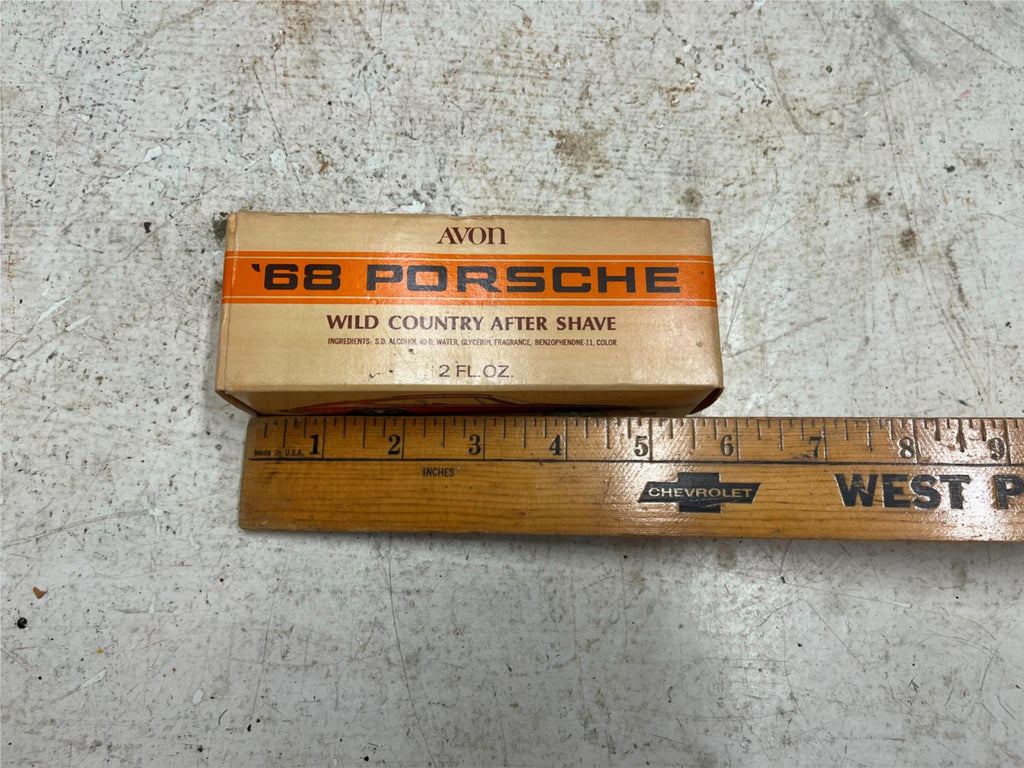 AVON
'68 PORSCHE
WILD COUNTRY AFTER SHAVE
INGREDIENTS: S.D. ALCOHOL 40-B, WATER, GLYCERIN, FRAGRANCE, BENZOPHENONE-11, COLOR
2 FL. OZ.
1 2 3 4 5 6 7 8 9
Made in U.S.A.
INCHES
CHEVROLET
WEST P